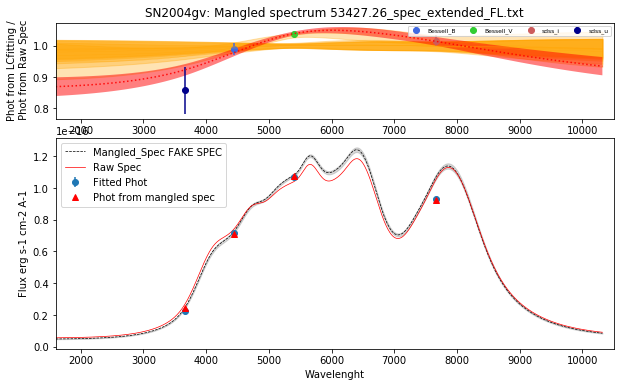 SN2004gv: Mangled spectrum 53427.26_spec_extended_FL.txt
Phot from LCfitting /
Phot from Raw Spec
1.0
0.9
0.8
Bessell_B
Bessell_V
sdss_i
sdss_u
2000 3000 4000 5000 6000 7000 8000 9000 10000
1e−16
Flux erg s-1 cm-2 A-1
1.2
1.0
0.8
0.6
0.4
0.2
0.0
Mangled_Spec FAKE SPEC
Raw Spec
Fitted Phot
Phot from mangled spec
2000 3000 4000 5000 6000 7000 8000 9000 10000
Wavelenght